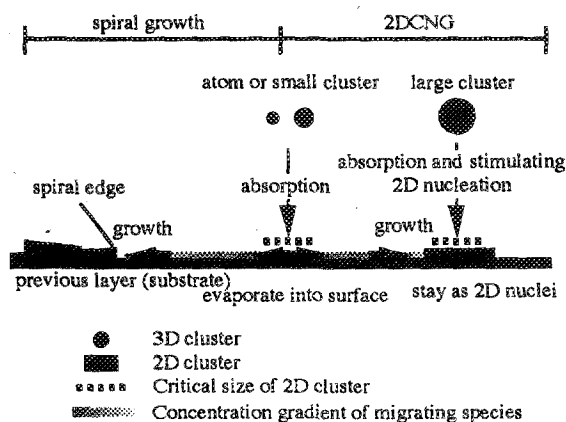 spiral growth 2DCNG
atom or small cluster large cluster
absorption and stimulating
spiral edge absorption 2D nucleation
growth growth
previous layer (substrate)
evaporate into surface stay as 2D nuclei
3D cluster
2D cluster
Critical size of 2D cluster
Concentration gradient of migrating species